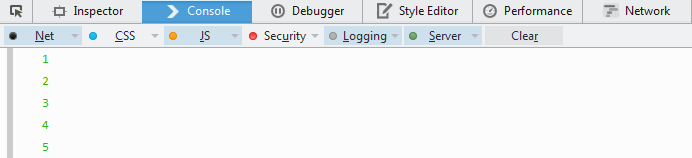 Inspector Console Debugger Style Editor Performance Network
Net CSS JS Security Logging Server Clear
1
2
3
4
5